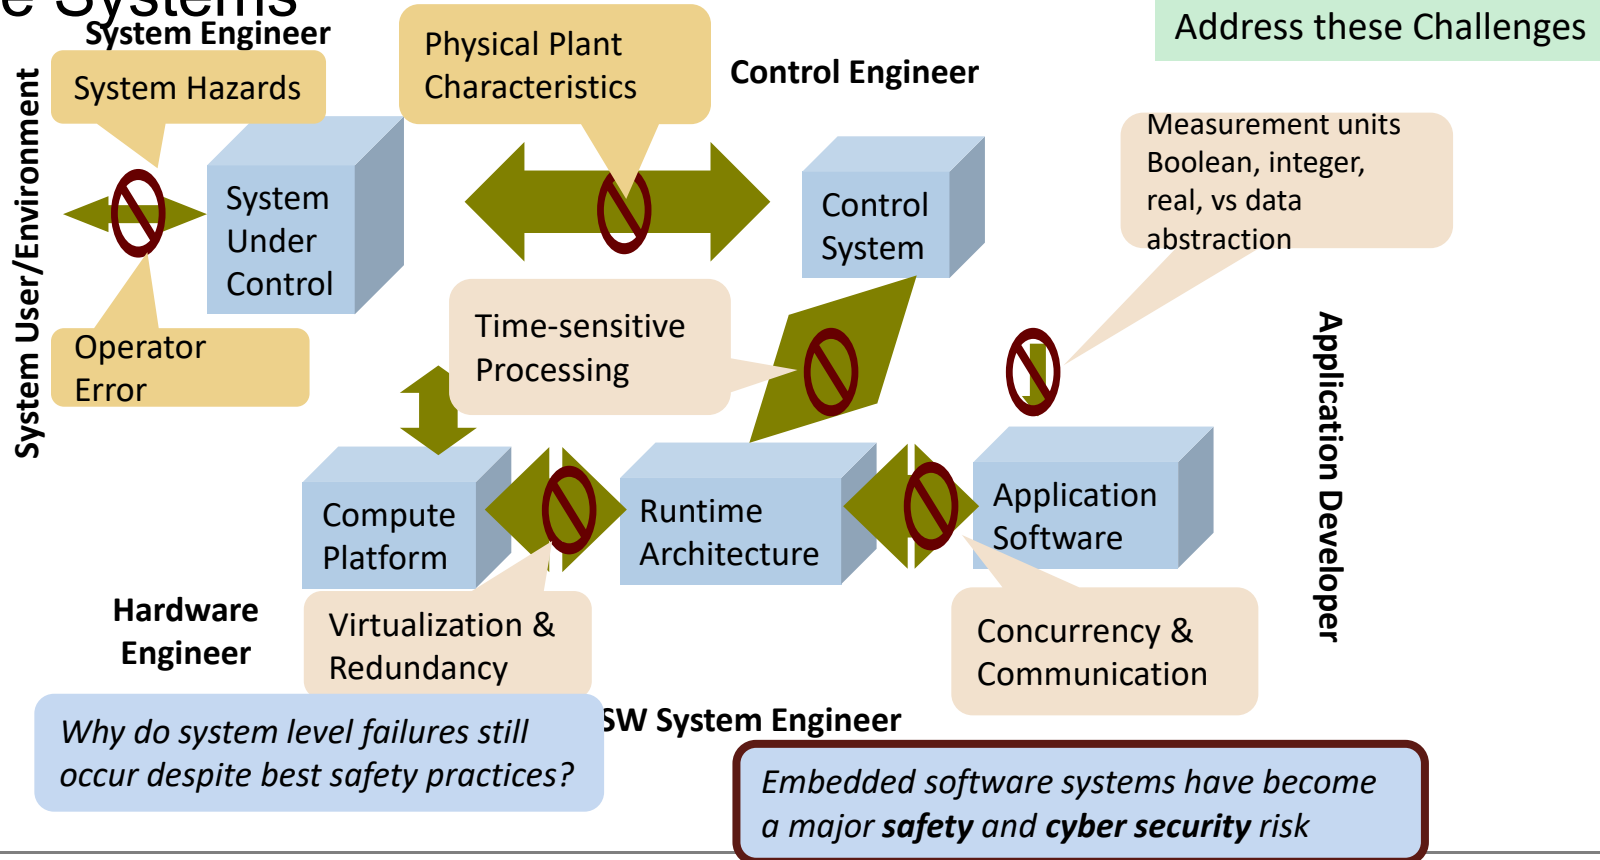 e Systems
System Engineer
Address these Challenges
System Hazards
Physical Plant
Characteristics
Control Engineer
System User/Environment
Measurement units
Boolean, integer,
real, vs data
abstraction
System
Under
Control
Control
System
Time-sensitive
Processing
Operator
Error
Application Developer
Compute
Platform
Runtime
Architecture
Application
Software
Hardware
Engineer
Virtualization &
Redundancy
Concurrency &
Communication
SW System Engineer
Why do system level failures still
occur despite best safety practices?
Embedded software systems have become
a major safety and cyber security risk